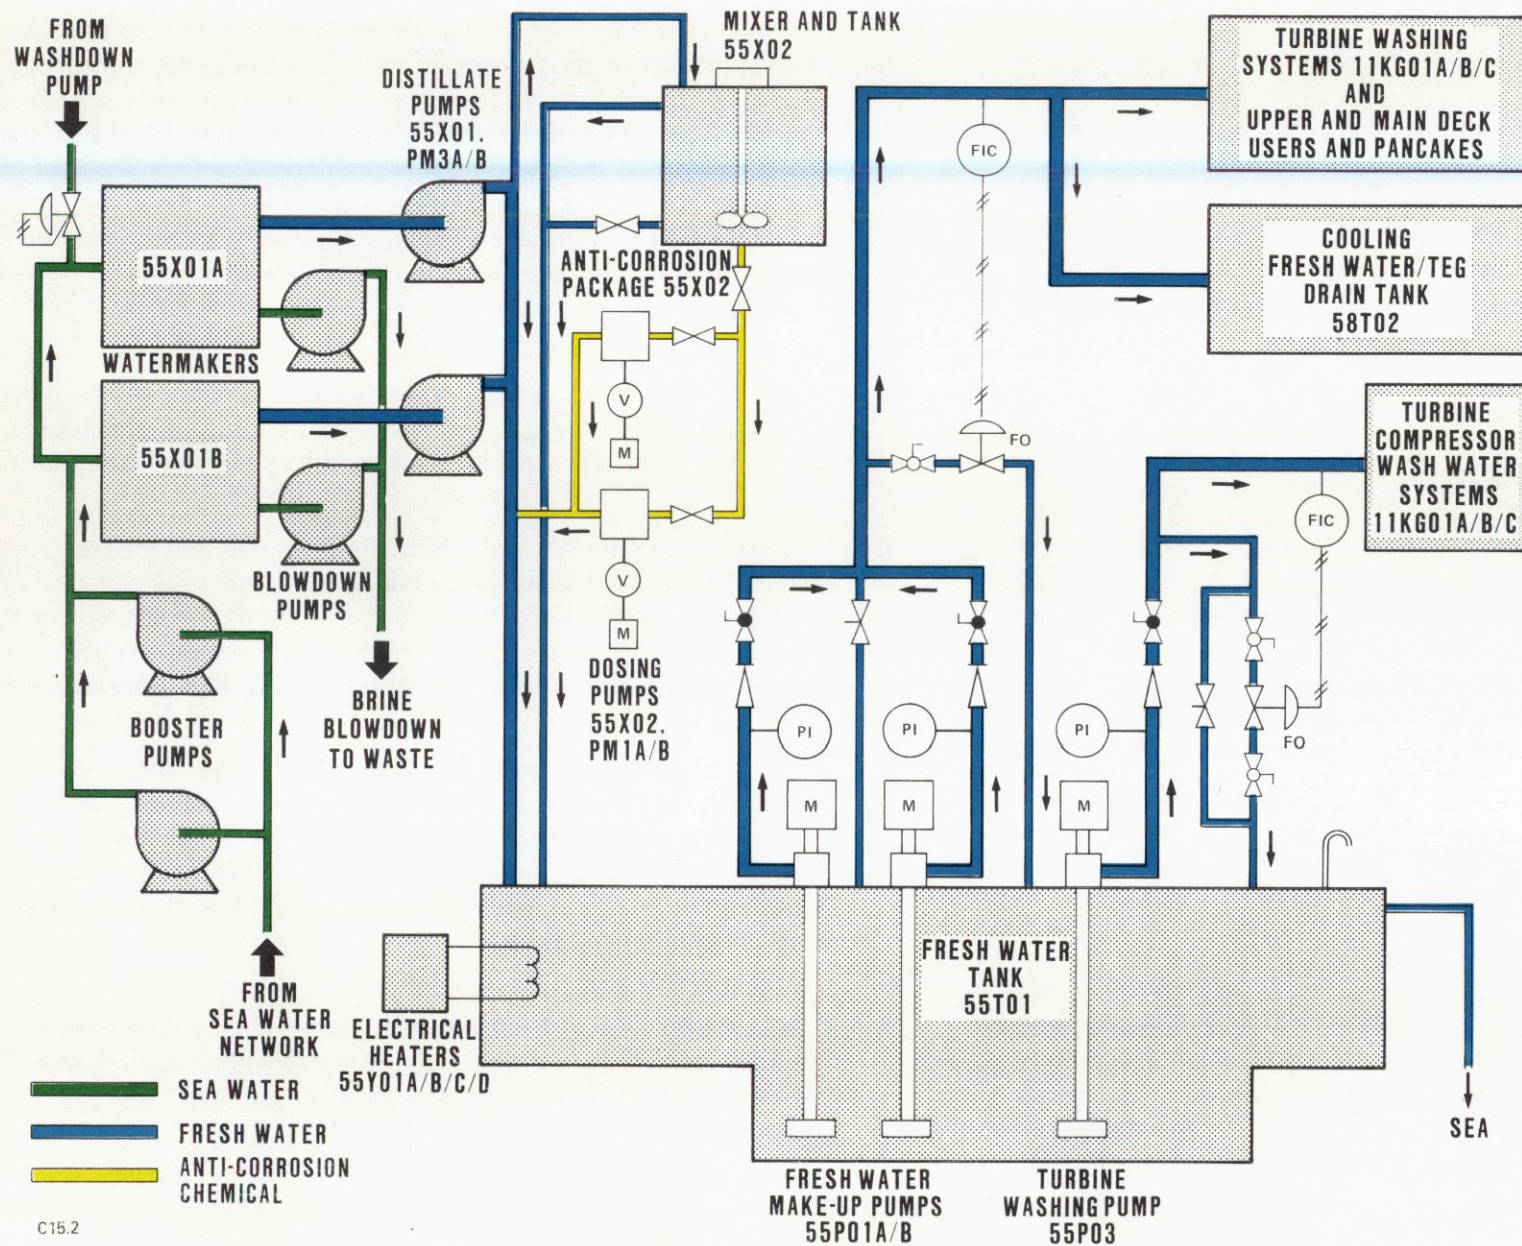 FROM
WASHDOWN
PUMP
DISTILLATE
PUMPS
55X01.
PM3A/B
MIXER AND TANK
55X02
TURBINE WASHING
SYSTEMS 11KG01A/B/C
AND
UPPER AND MAIN DECK
USERS AND PANCAKES
FIC
55X01A
ANTI-CORROSION
PACKAGE 55X02
COOLING
FRESH WATER/TEG
DRAIN TANK
58T02
WATERMAKERS
55X01B
V
M
FO
TURBINE
COMPRESSOR
WASH WATER
SYSTEMS
11KG01A/B/C
FIC
BLOWDOWN
PUMPS
V
M
DOSING
PUMPS
55X02.
PM1A/B
BOOSTER
PUMPS
BRINE
BLOWDOWN
TO WASTE
PI
PI
PI
FO
M
M
M
FROM
SEA WATER
NETWORK
ELECTRICAL
HEATERS
55Y01A/B/C/D
FRESH WATER
TANK
55T01
SEA
SEA WATER
FRESH WATER
ANTI-CORROSION
CHEMICAL
FRESH WATER
MAKE-UP PUMPS
55P01A/B
TURBINE
WASHING PUMP
55P03
C15.2